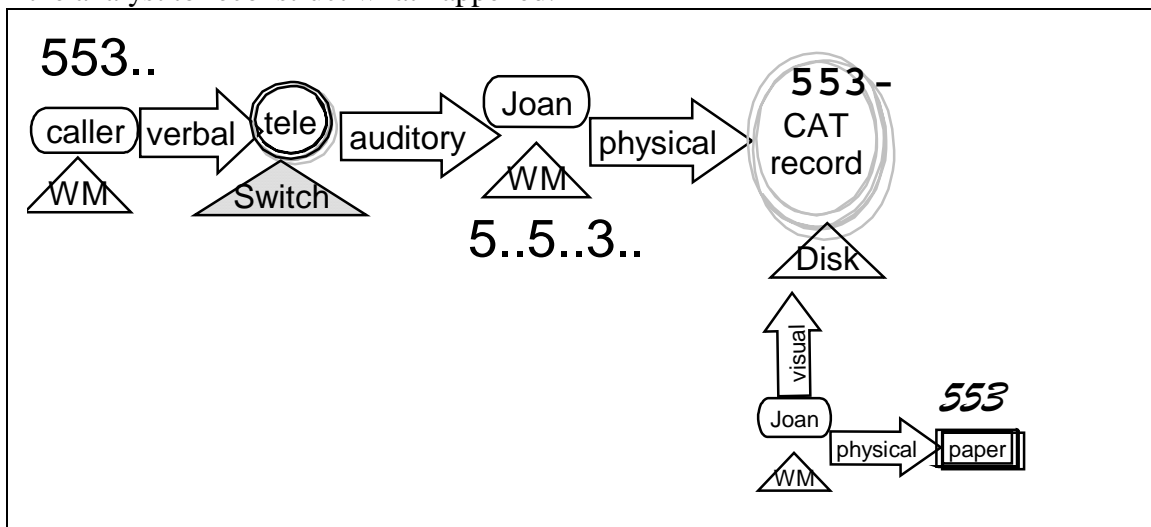 553..
caller
verbal
tele
auditory
Joan
physical
553-
CAT
record
WM
Switch
WM
5..5..3..
Disk
visual
Joan
553
physical
paper
WM